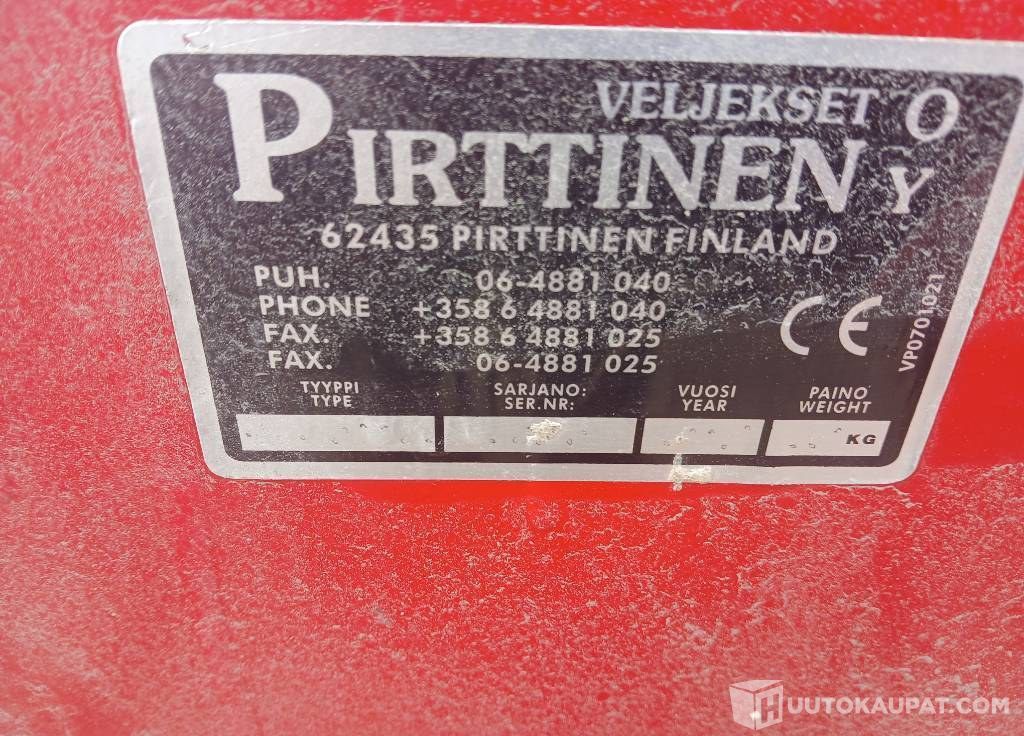 VELJEKSET OY
PIRTTINEN
62435 PIRTTINEN FINLAND
PUH. 06-4881 040
PHONE +358 6 4881 040
FAX. +358 6 4881 025
FAX. 06-4881 025
CE
VP0701021
TYYPPI SARJANO: VUOSI PAINO
TYPE SER.NR: YEAR WEIGHT
KG
HUUTOKAUPAT.COM